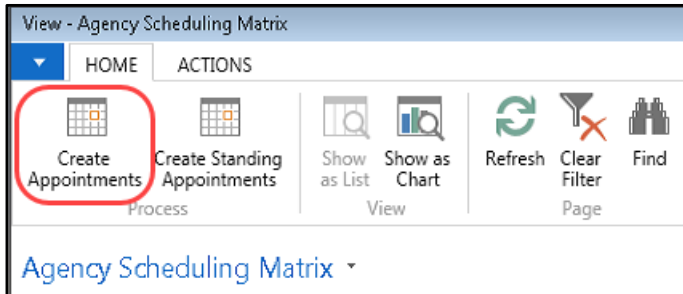 View - Agency Scheduling Matrix
HOME ACTIONS
Create Appointments
Create Standing Appointments
Show as List
Show as Chart
Refresh
Clear Filter
Find
Process
View
Page
Agency Scheduling Matrix